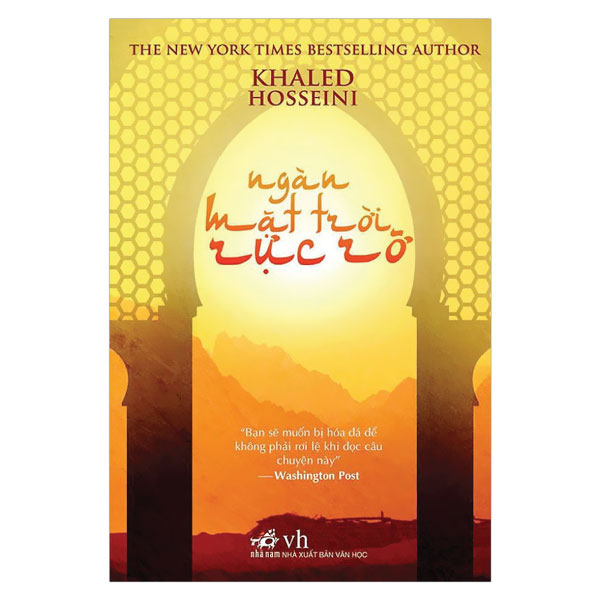 THE NEW YORK TIMES BESTSELLING AUTHOR
KHALED
HOSSEINI
ngàn
mặt trời
rực rỡ
“Bạn sẽ muốn bị hóa đá để
không phải rơi lệ khi đọc câu
chuyện này”
—Washington Post
vh
nhã nam NHÀ XUẤT BẢN VĂN HỌC